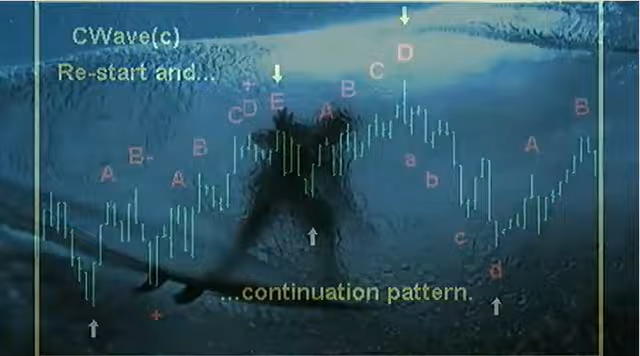 CWave(c)
Re-start and...
D
C
B
+
C D E
A
B
B-
B
A
A
A
a
b
c
d
+
...continuation pattern.